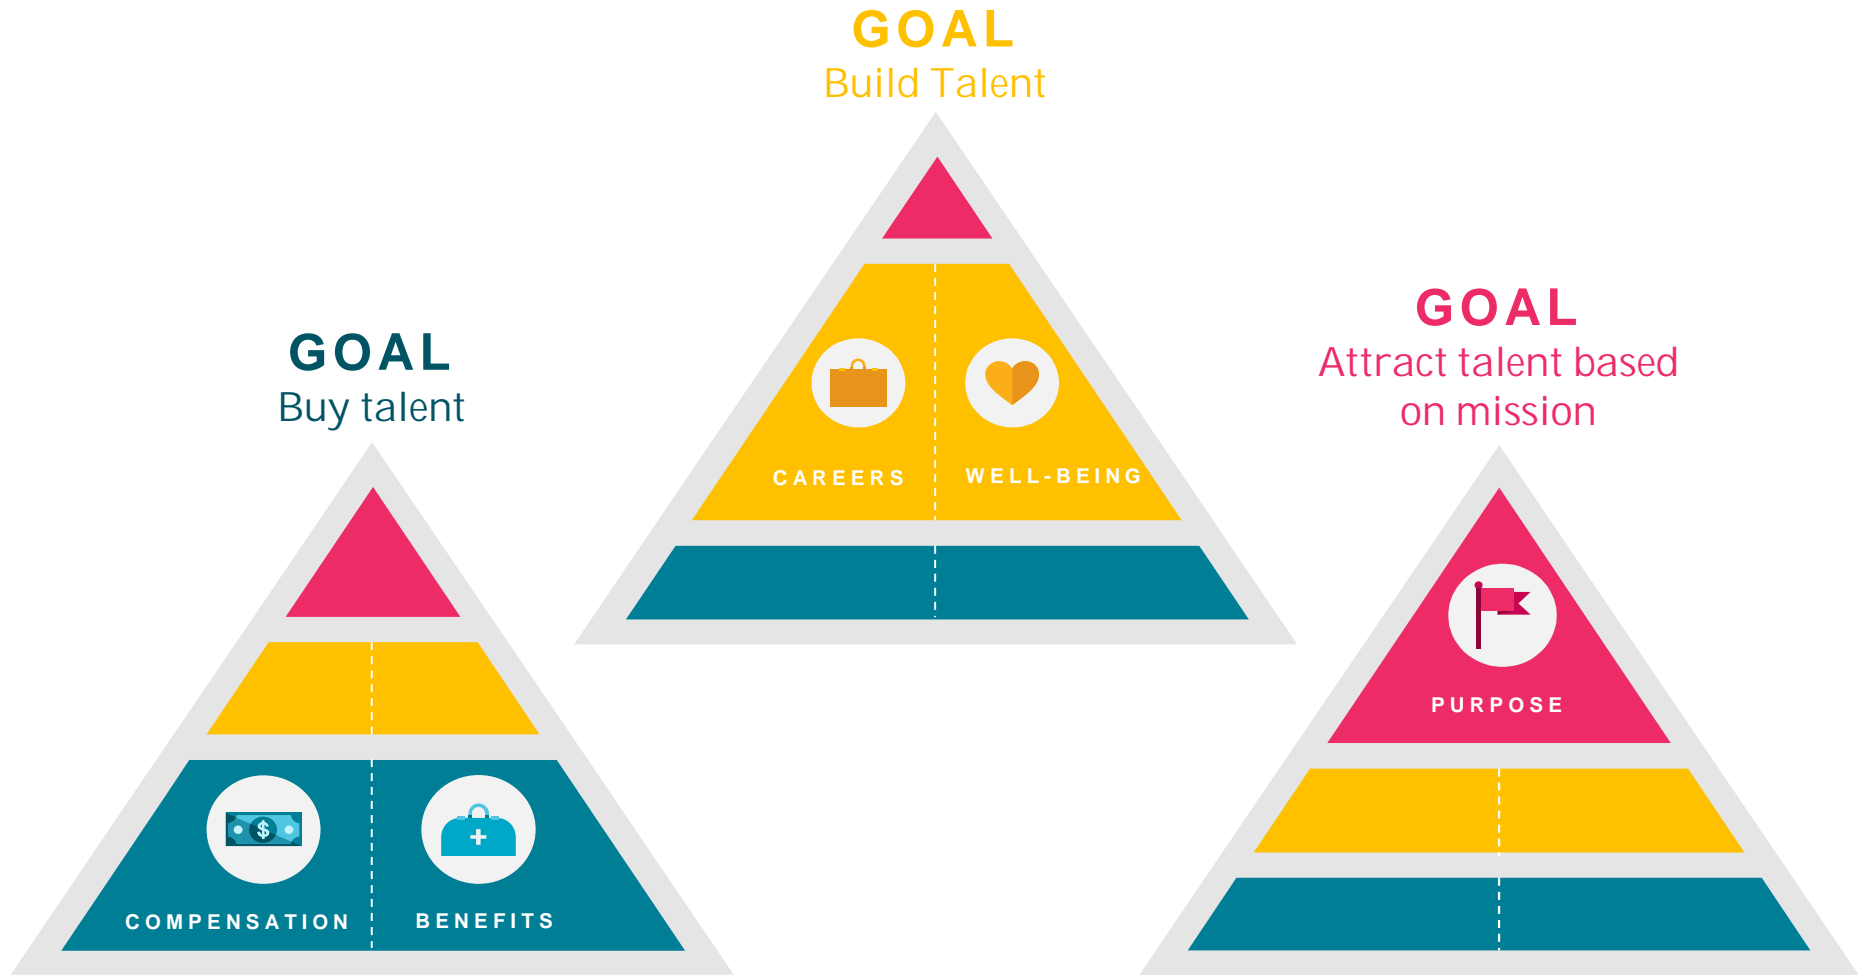 GOAL
Buy talent
COMPENSATION
BENEFITS
GOAL
Build Talent
CAREERS
WELL-BEING
GOAL
Attract talent based
on mission
PURPOSE
$